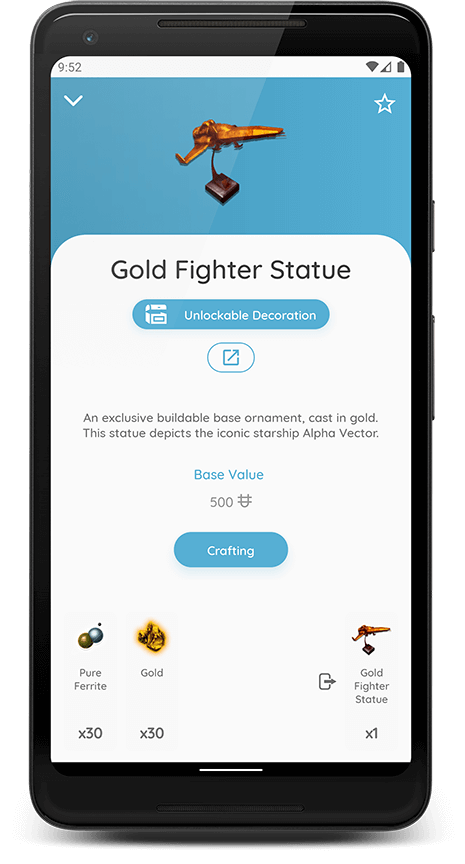 9:52
Gold Fighter Statue
Unlockable Decoration
An exclusive buildable base ornament, cast in gold.
This statue depicts the iconic starship Alpha Vector.
Base Value
500
Crafting
Pure
Ferrite
x30
Gold
x30
Gold
Fighter
Statue
x1